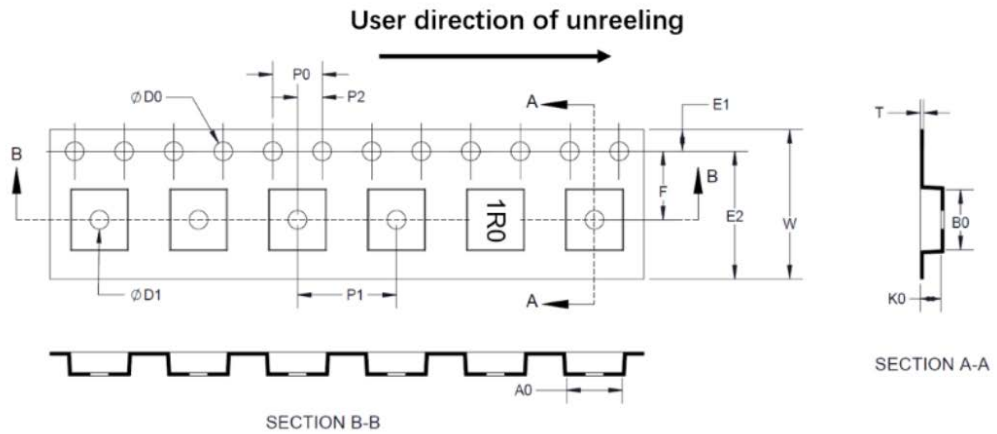 User direction of unreeling
P0
P2
ØD0
A
E1
T
B
B
F
E2
W
1R0
B0
ØD1
P1
A
K0
A0
SECTION A-A
SECTION B-B